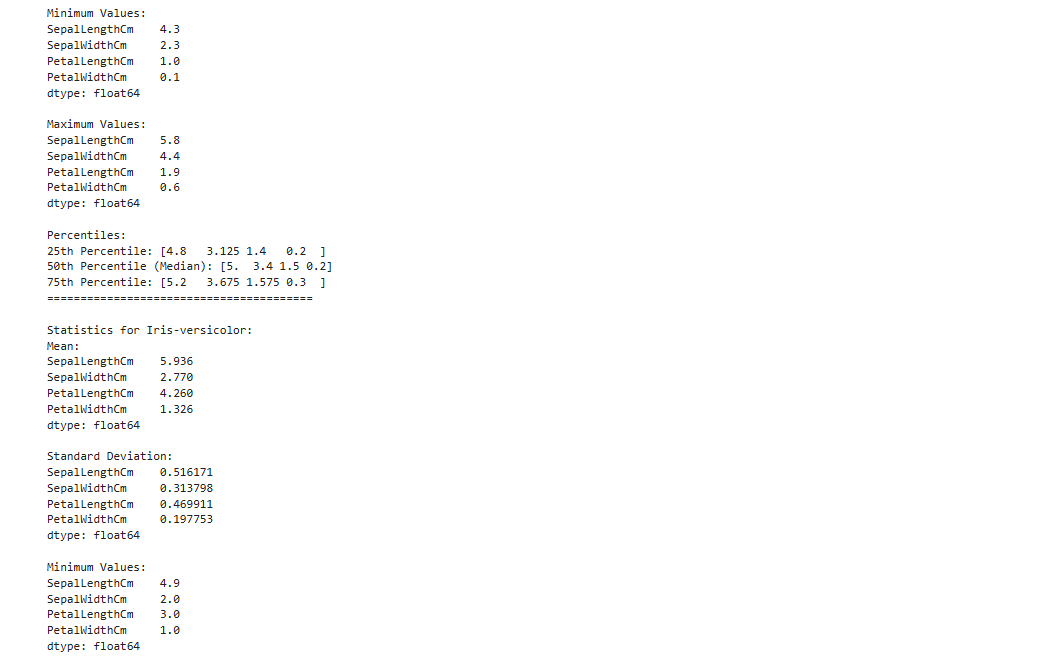 Minimum Values:
SepalLengthCm    4.3
SepalWidthCm     2.3
PetalLengthCm    1.0
PetalWidthCm     0.1
dtype: float64

Maximum Values:
SepalLengthCm    5.8
SepalWidthCm     4.4
PetalLengthCm    1.9
PetalWidthCm     0.6
dtype: float64

Percentiles:
25th Percentile: [4.8   3.125 1.4   0.2  ]
50th Percentile (Median): [5.  3.4 1.5 0.2]
75th Percentile: [5.2   3.675 1.575 0.3  ]
========================================

Statistics for Iris-versicolor:
Mean:
SepalLengthCm    5.936
SepalWidthCm     2.770
PetalLengthCm    4.260
PetalWidthCm     1.326
dtype: float64

Standard Deviation:
SepalLengthCm    0.516171
SepalWidthCm     0.313798
PetalLengthCm    0.469911
PetalWidthCm     0.197753
dtype: float64

Minimum Values:
SepalLengthCm    4.9
SepalWidthCm     2.0
PetalLengthCm    3.0
PetalWidthCm     1.0
dtype: float64